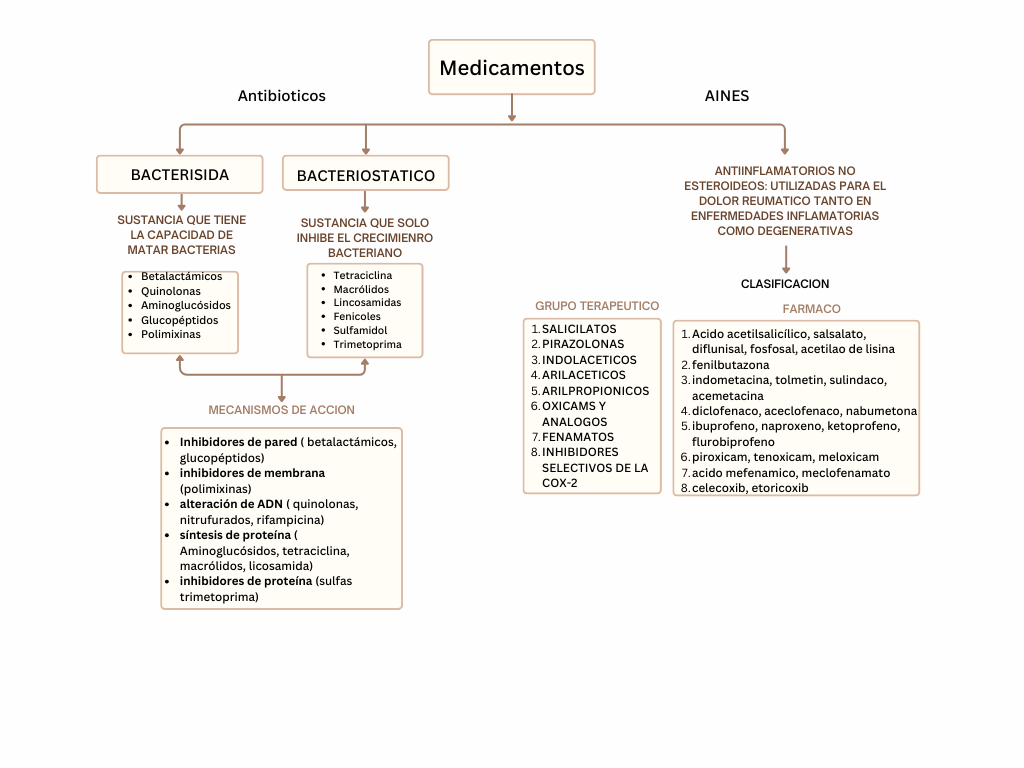 Medicamentos
Antibioticos
AINES
BACTERISIDA
SUSTANCIA QUE TIENE
LA CAPACIDAD DE
MATAR BACTERIAS
• Betalactámicos
• Quinolonas
• Aminoglucósidos
• Glucopéptidos
• Polimixinas
BACTERIOSTATICO
SUSTANCIA QUE SOLO
INHIBE EL CRECIMIENRO
BACTERIANO
• Tetraciclina
• Macrólidos
• Lincosamidas
• Fenicoles
• Sulfamidol
• Trimetoprima
MECANISMOS DE ACCION
• Inhibidores de pared ( betalactámicos,
glucopéptidos)
• inhibidores de membrana
(polimixinas)
• alteración de ADN ( quinolonas,
nitrufurados, rifampicina)
• síntesis de proteína (
Aminoglucósidos, tetraciclina,
macrólidos, licosamida)
• inhibidores de proteína (sulfas
trimetoprima)
ANTIINFLAMATORIOS NO
ESTEROIDEOS: UTILIZADAS PARA EL
DOLOR REUMATICO TANTO EN
ENFERMEDADES INFLAMATORIAS
COMO DEGENERATIVAS
CLASIFICACION
GRUPO TERAPEUTICO
1. SALICILATOS
2. PIRAZOLONAS
3. INDOLACETICOS
4. ARILACETICOS
5. ARILPROPIONICOS
6. OXICAMS Y
ANALOGOS
7. FENAMATOS
8. INHIBIDORES
SELECTIVOS DE LA
COX-2
FARMACO
1. Acido acetilsalicílico, salsalato,
diflunisal, fosfosal, acetilao de lisina
2. fenilbutazona
3. indometacina, tolmetin, sulindaco,
acemetacina
4. diclofenaco, aceclofenaco, nabumetona
5. ibuprofeno, naproxeno, ketoprofeno,
flurobiprofeno
6. piroxicam, tenoxicam, meloxicam
7. acido mefenamico, meclofenamato
8. celecoxib, etoricoxib